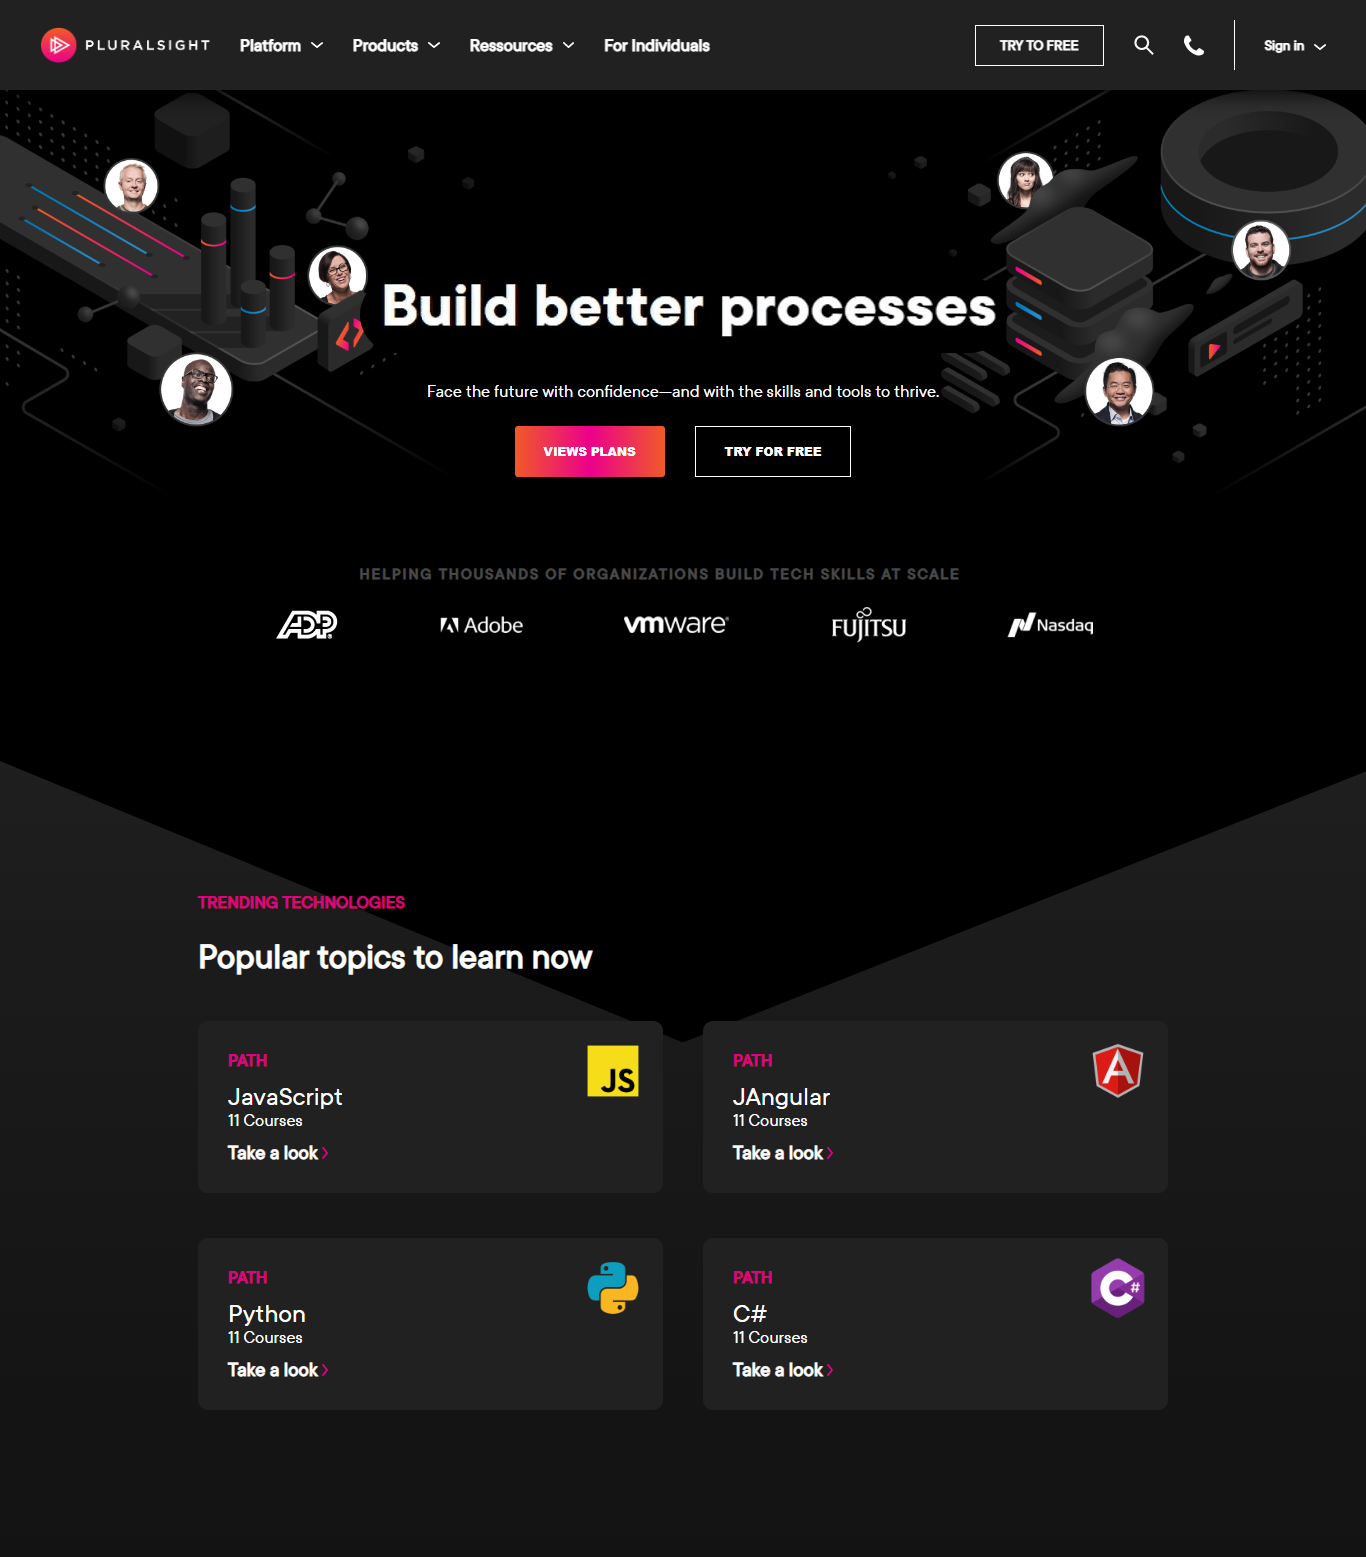 PLURALSIGHT Platform Products Ressources For Individuals TRY TO FREE Sign in
Build better processes
Face the future with confidence—and with the skills and tools to thrive.
VIEWS PLANS TRY FOR FREE
HELPING THOUSANDS OF ORGANIZATIONS BUILD TECH SKILLS AT SCALE
ADP Adobe vmware FUJITSU Nasdaq
TRENDING TECHNOLOGIES
Popular topics to learn now
PATH
JS
JavaScript
11 Courses
Take a look
PATH
A
JAngular
11 Courses
Take a look
PATH
Python
11 Courses
Take a look
PATH
C#
C#
11 Courses
Take a look